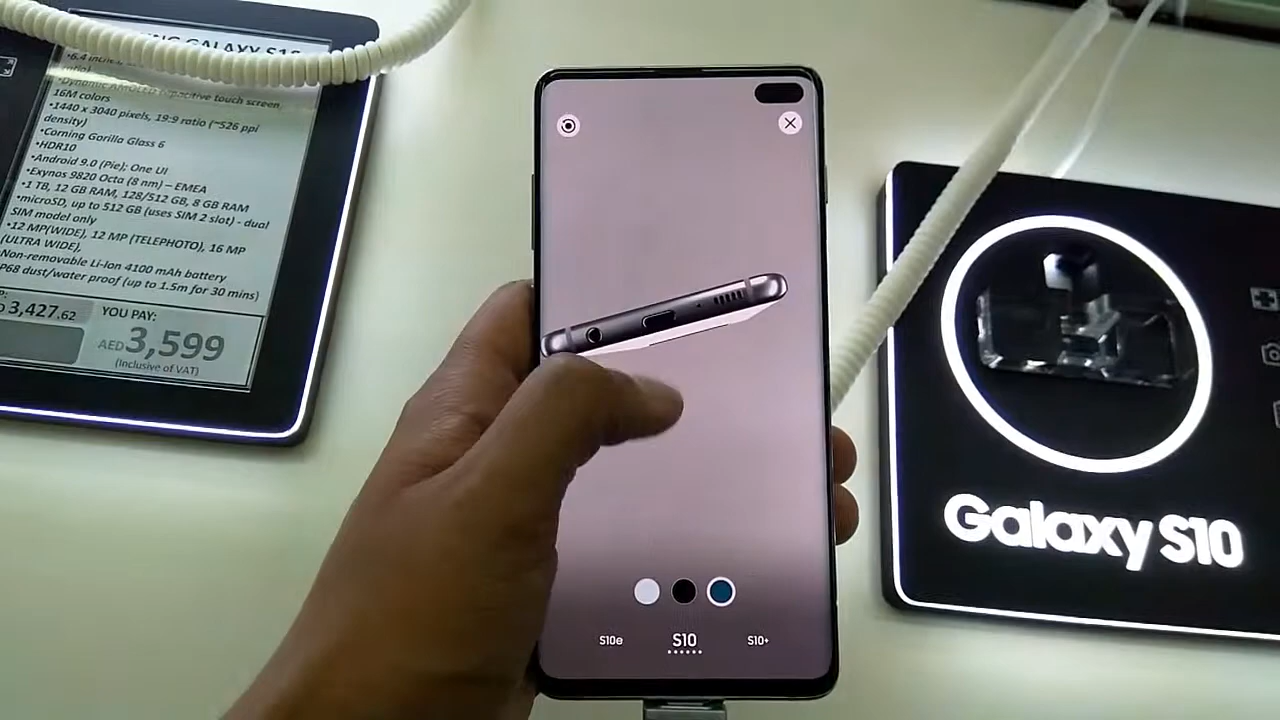 GALAXY S10
•6.4
16M colors
•1440 x 3040 pixels, 19:9 ratio (~526 ppi
density)
•Corning Gorilla Glass 6
•HDR10
•Android 9.0 (Pie); One UI
•Exynos 9820 Octa (8 nm) – EMEA
•1 TB, 12 GB RAM, 128/512 GB, 8 GB RAM
•microSD, up to 512 GB (uses SIM 2 slot) - dual
SIM model only
•12 MP(WIDE), 12 MP (TELEPHOTO), 16 MP
(ULTRA WIDE),
Non-removable Li-Ion 4100 mAh battery
P68 dust/water proof (up to 1.5m for 30 mins)
3,427.62
YOU PAY:
AED 3,599
(Inclusive of VAT)
S10e
S10
S10+
Galaxy S10